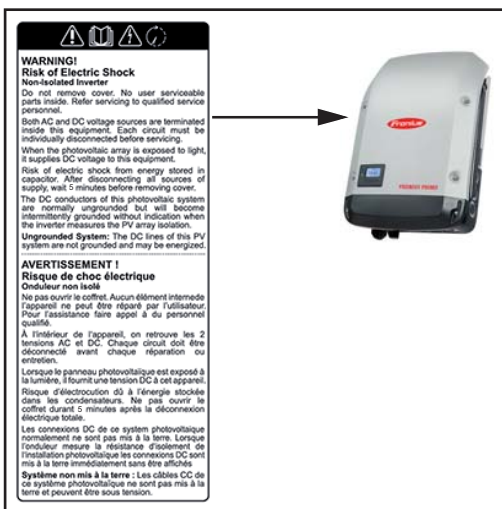 WARNING!
Risk of Electric Shock
Non-Isolated Inverter
Do not remove cover. No user serviceable
parts inside. Refer servicing to qualified service
personnel.
Both AC and DC voltage sources are terminated
inside this equipment. Each circuit must be
individually disconnected before servicing.
When the photovoltaic array is exposed to light,
it supplies DC voltage to this equipment.
Risk of electric shock from energy stored in
capacitor. After disconnecting all sources of
supply, wait 5 minutes before removing cover.
The DC conductors of this photovoltaic system
are normally ungrounded but will become
intermittently grounded without indication when
the inverter measures the PV array isolation.
Ungrounded System: The DC lines of this PV
system are not grounded and may be energized.
AVERTISSEMENT !
Risque de choc électrique
Onduleur non isolé
Ne pas ouvrir le coffret. Aucun élément internede
l'appareil ne peut être réparé par l'utilisateur.
Pour l'assistance faire appel à du personnel
qualifié.
À l'intérieur de l'appareil, on retrouve les 2
tensions AC et DC. Chaque circuit doit être
déconnecté avant chaque réparation ou
entretien.
Lorsque le panneau photovoltaïque est exposé à
la lumière, il fournit une tension DC à cet appareil.
Risque d'électrocution dû à l'énergie stockée
dans les condensateurs. Ne pas ouvrir le
coffret durant 5 minutes après la déconnexion
électrique totale.
Les connexions DC de ce system photovoltaique
normalement ne sont pas mis à la terre. Lorsque
l'onduleur mesure la résistance d'isolement de
l'installation photovoltaïque les connexions DC sont
mis à la terre immédiatement sans être affichés
Système non mis à la terre : Les câbles CC de
ce système photovoltaïque ne sont pas mis à la
terre et peuvent être sous tension.
Fronius
FRONIUS PRIMO